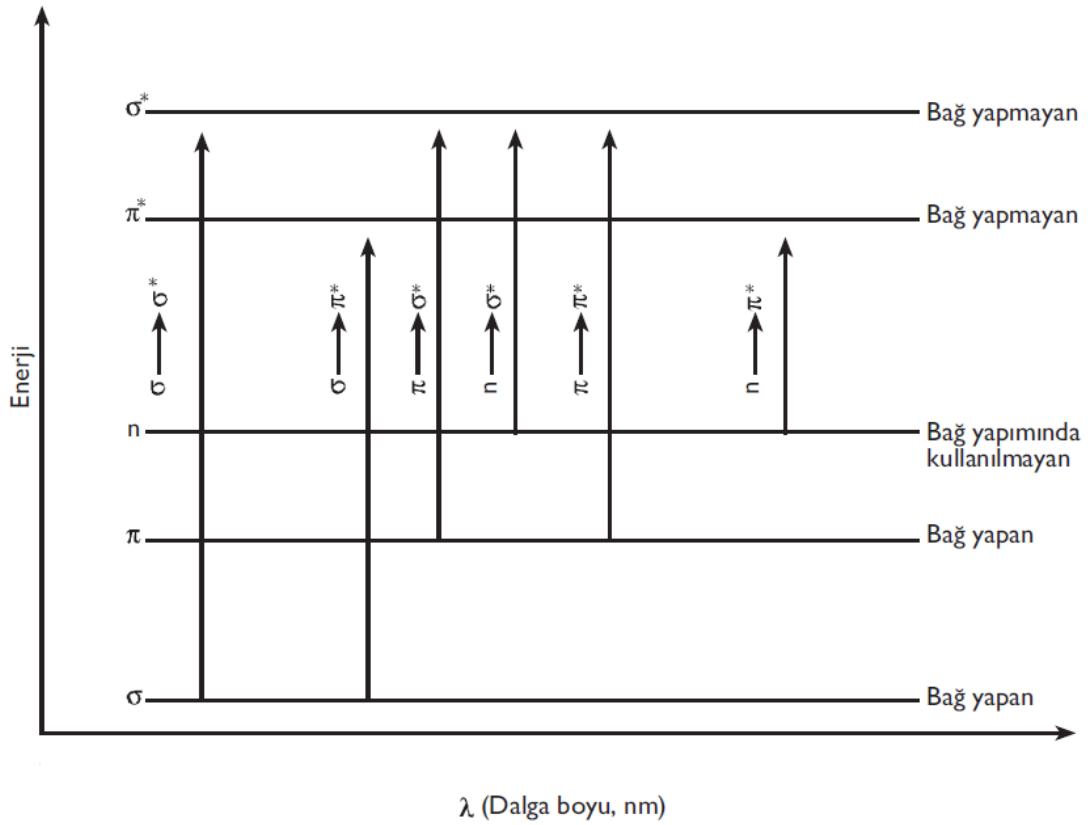 σ*
Bağ yapmayan
π*
Bağ yapmayan
σ → σ*
σ → π*
π → σ*
n → σ*
π → π*
n → π*
Enerji
n
Bağ yapımında
kullanılmayan
π
Bağ yapan
σ
Bağ yapan
λ (Dalga boyu, nm)